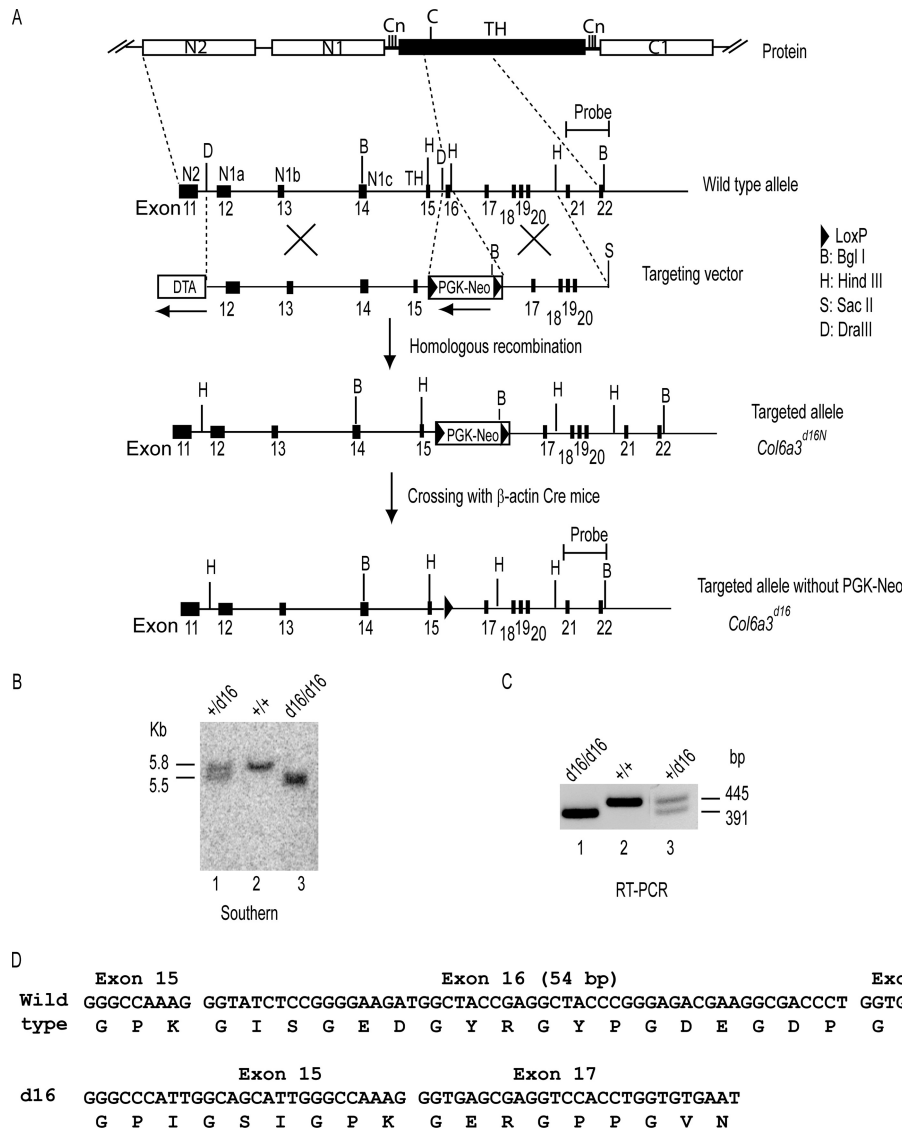 A
Cn C TH Cn
N2 N1 C1 Protein
Probe
D B H D H H B
N2 N1a N1b N1c TH
Wild type allele
Exon 11 12 13 14 15 16 17 18 19 20 21 22
LoxP
B: Bgl I
H: Hind III
S: Sac II
D: DraIII
B S
DTA PGK-Neo Targeting vector
12 13 14 15 17 18 19 20
Homologous recombination
H B H B H H B
PGK-Neo
Targeted allele
Col6a3d16N
Exon 11 12 13 14 15 17 18 19 20 21 22
Crossing with β-actin Cre mice
Probe
H B H H H B
Targeted allele without PGK-Neo
Col6a3d16
Exon 11 12 13 14 15 17 18 19 20 21 22
B
+/d16 +/+ d16/d16
Kb
5.8
5.5
1 2 3
Southern
C
d16/d16 +/+ +/d16
bp
445
391
1 2 3
RT-PCR
D
Exon 15 Exon 16 (54 bp) Exo
Wild GGGCCAAAG GGTATCTCCGGGGAAGATGGCTACCGAGGCTACCCGGGAGACGAAGGCGACCCT GGTG
type G P K G I S G E D G Y R G Y P G D E G D P G
Exon 15 Exon 17
d16 GGGCCCATTGGCAGCATTGGGCCAAAG GGTGAGCGAGGTCCACCTGGTGTGAAT
G P I G S I G P K G E R G P P G V N